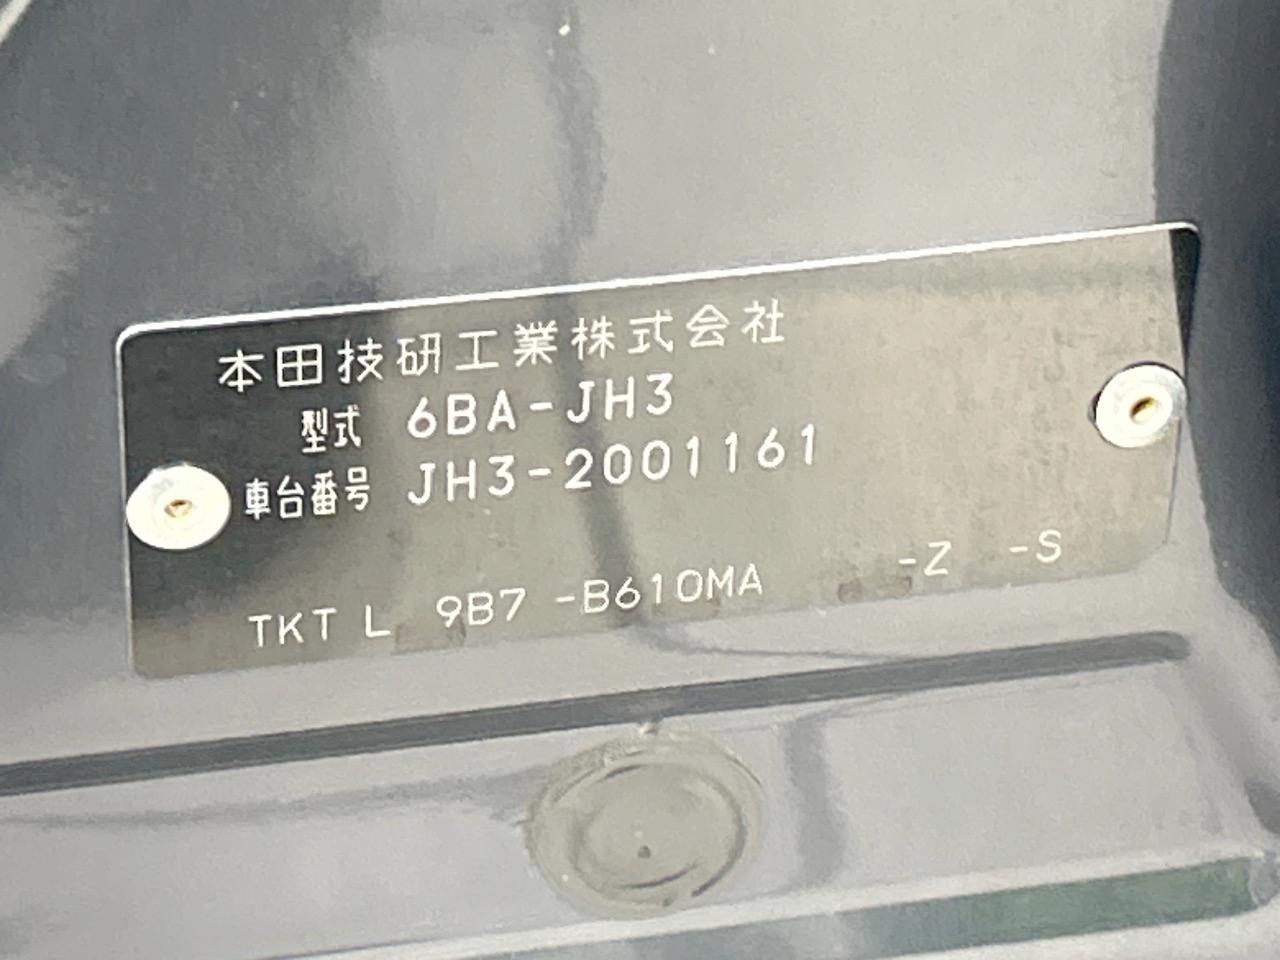 本田技研工業株式会社
型式 6BA-JH3
車台番号 JH3-2001161
TKT L 9B7 -B610MA -Z -S